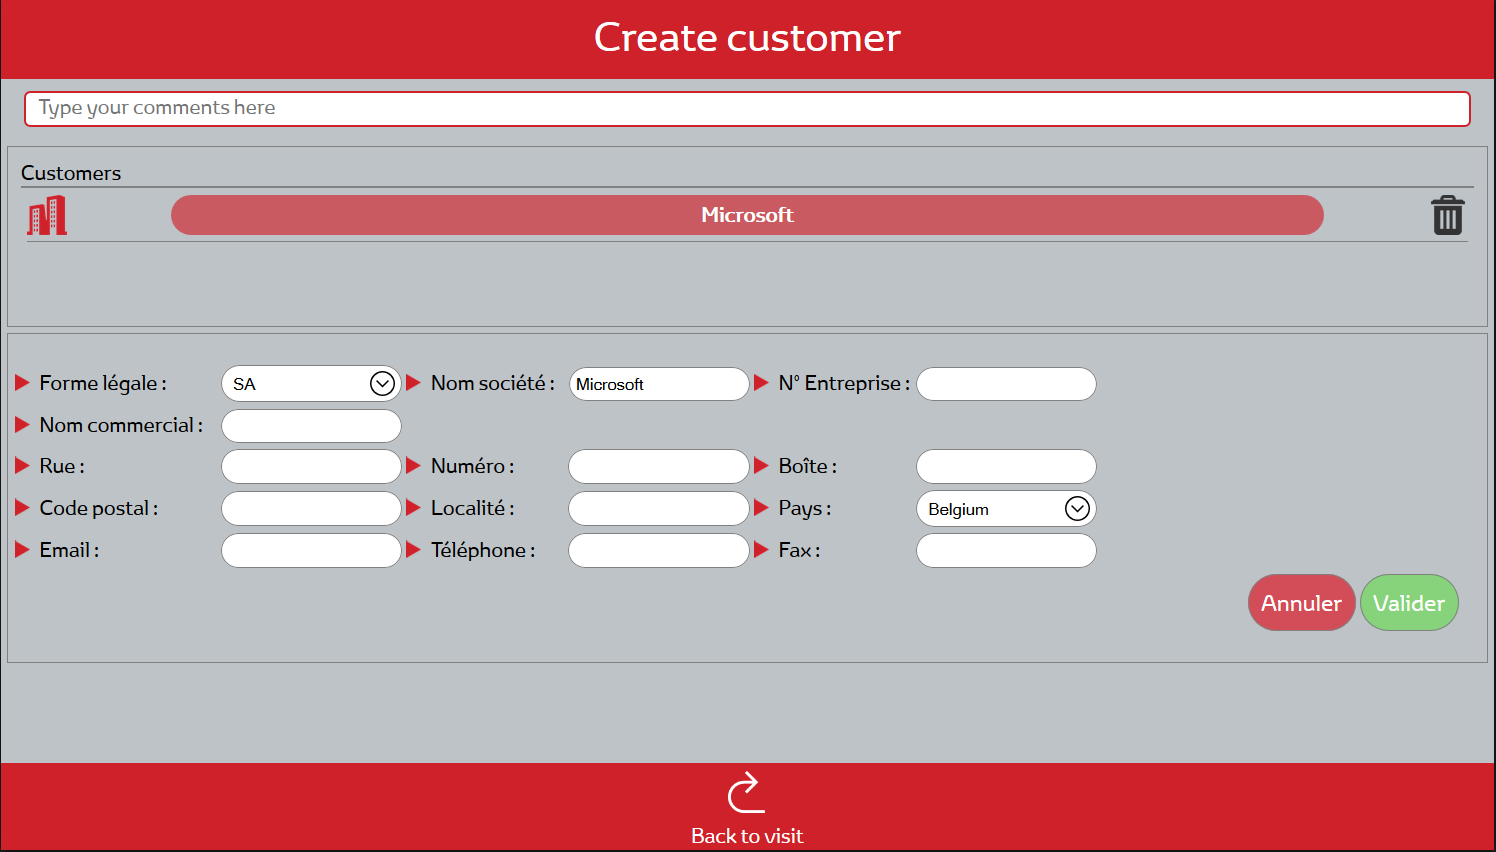 Create customer
Type your comments here
Customers
Microsoft
Forme légale : SA Nom société : Microsoft N° Entreprise :
Nom commercial :
Rue : Numéro : Boîte :
Code postal : Localité : Pays : Belgium
Email : Téléphone : Fax :
Annuler Valider
Back to visit